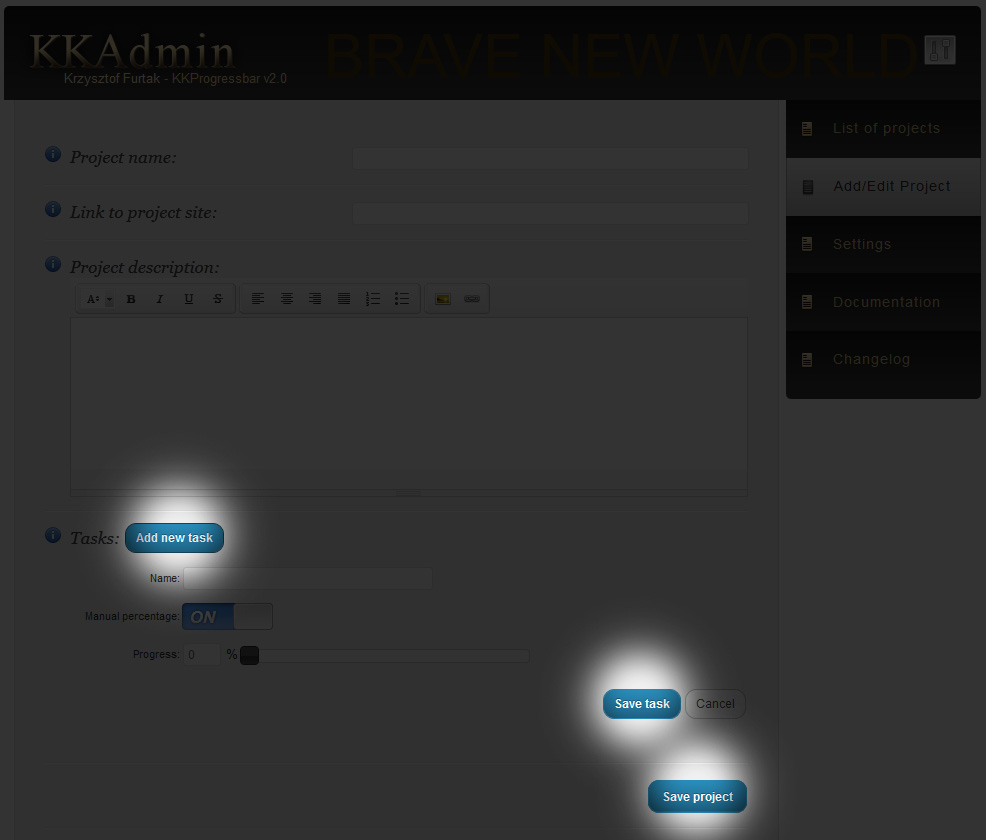 KKAdmin
BRAVE NEW WORLD
Krzysztof Furtak - KKProgressbar v2.0
List of projects
Add/Edit Project
Settings
Documentation
Changelog
Project name:
Link to project site:
Project description:
A B I U S
Tasks: Add new task
Name:
Manual percentage: ON
Progress: 0 %
Save task Cancel
Save project